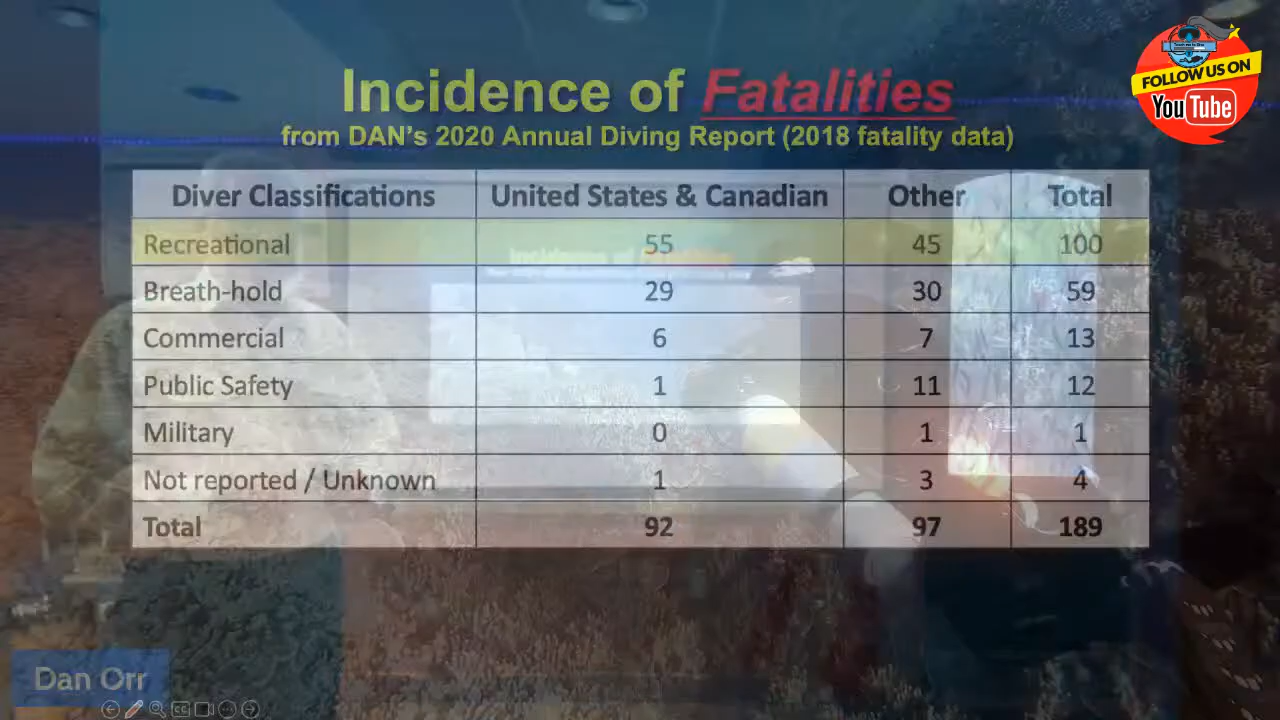 Incidence of Fatalities
from DAN's 2020 Annual Diving Report (2018 fatality data)
FOLLOW US ON
YouTube
Diver Classifications United States & Canadian Other Total
Recreational 55 45 100
Breath-hold 29 30 59
Commercial 6 7 13
Public Safety 1 11 12
Military 0 1 1
Not reported / Unknown 1 3 4
Total 92 97 189
Dan Orr